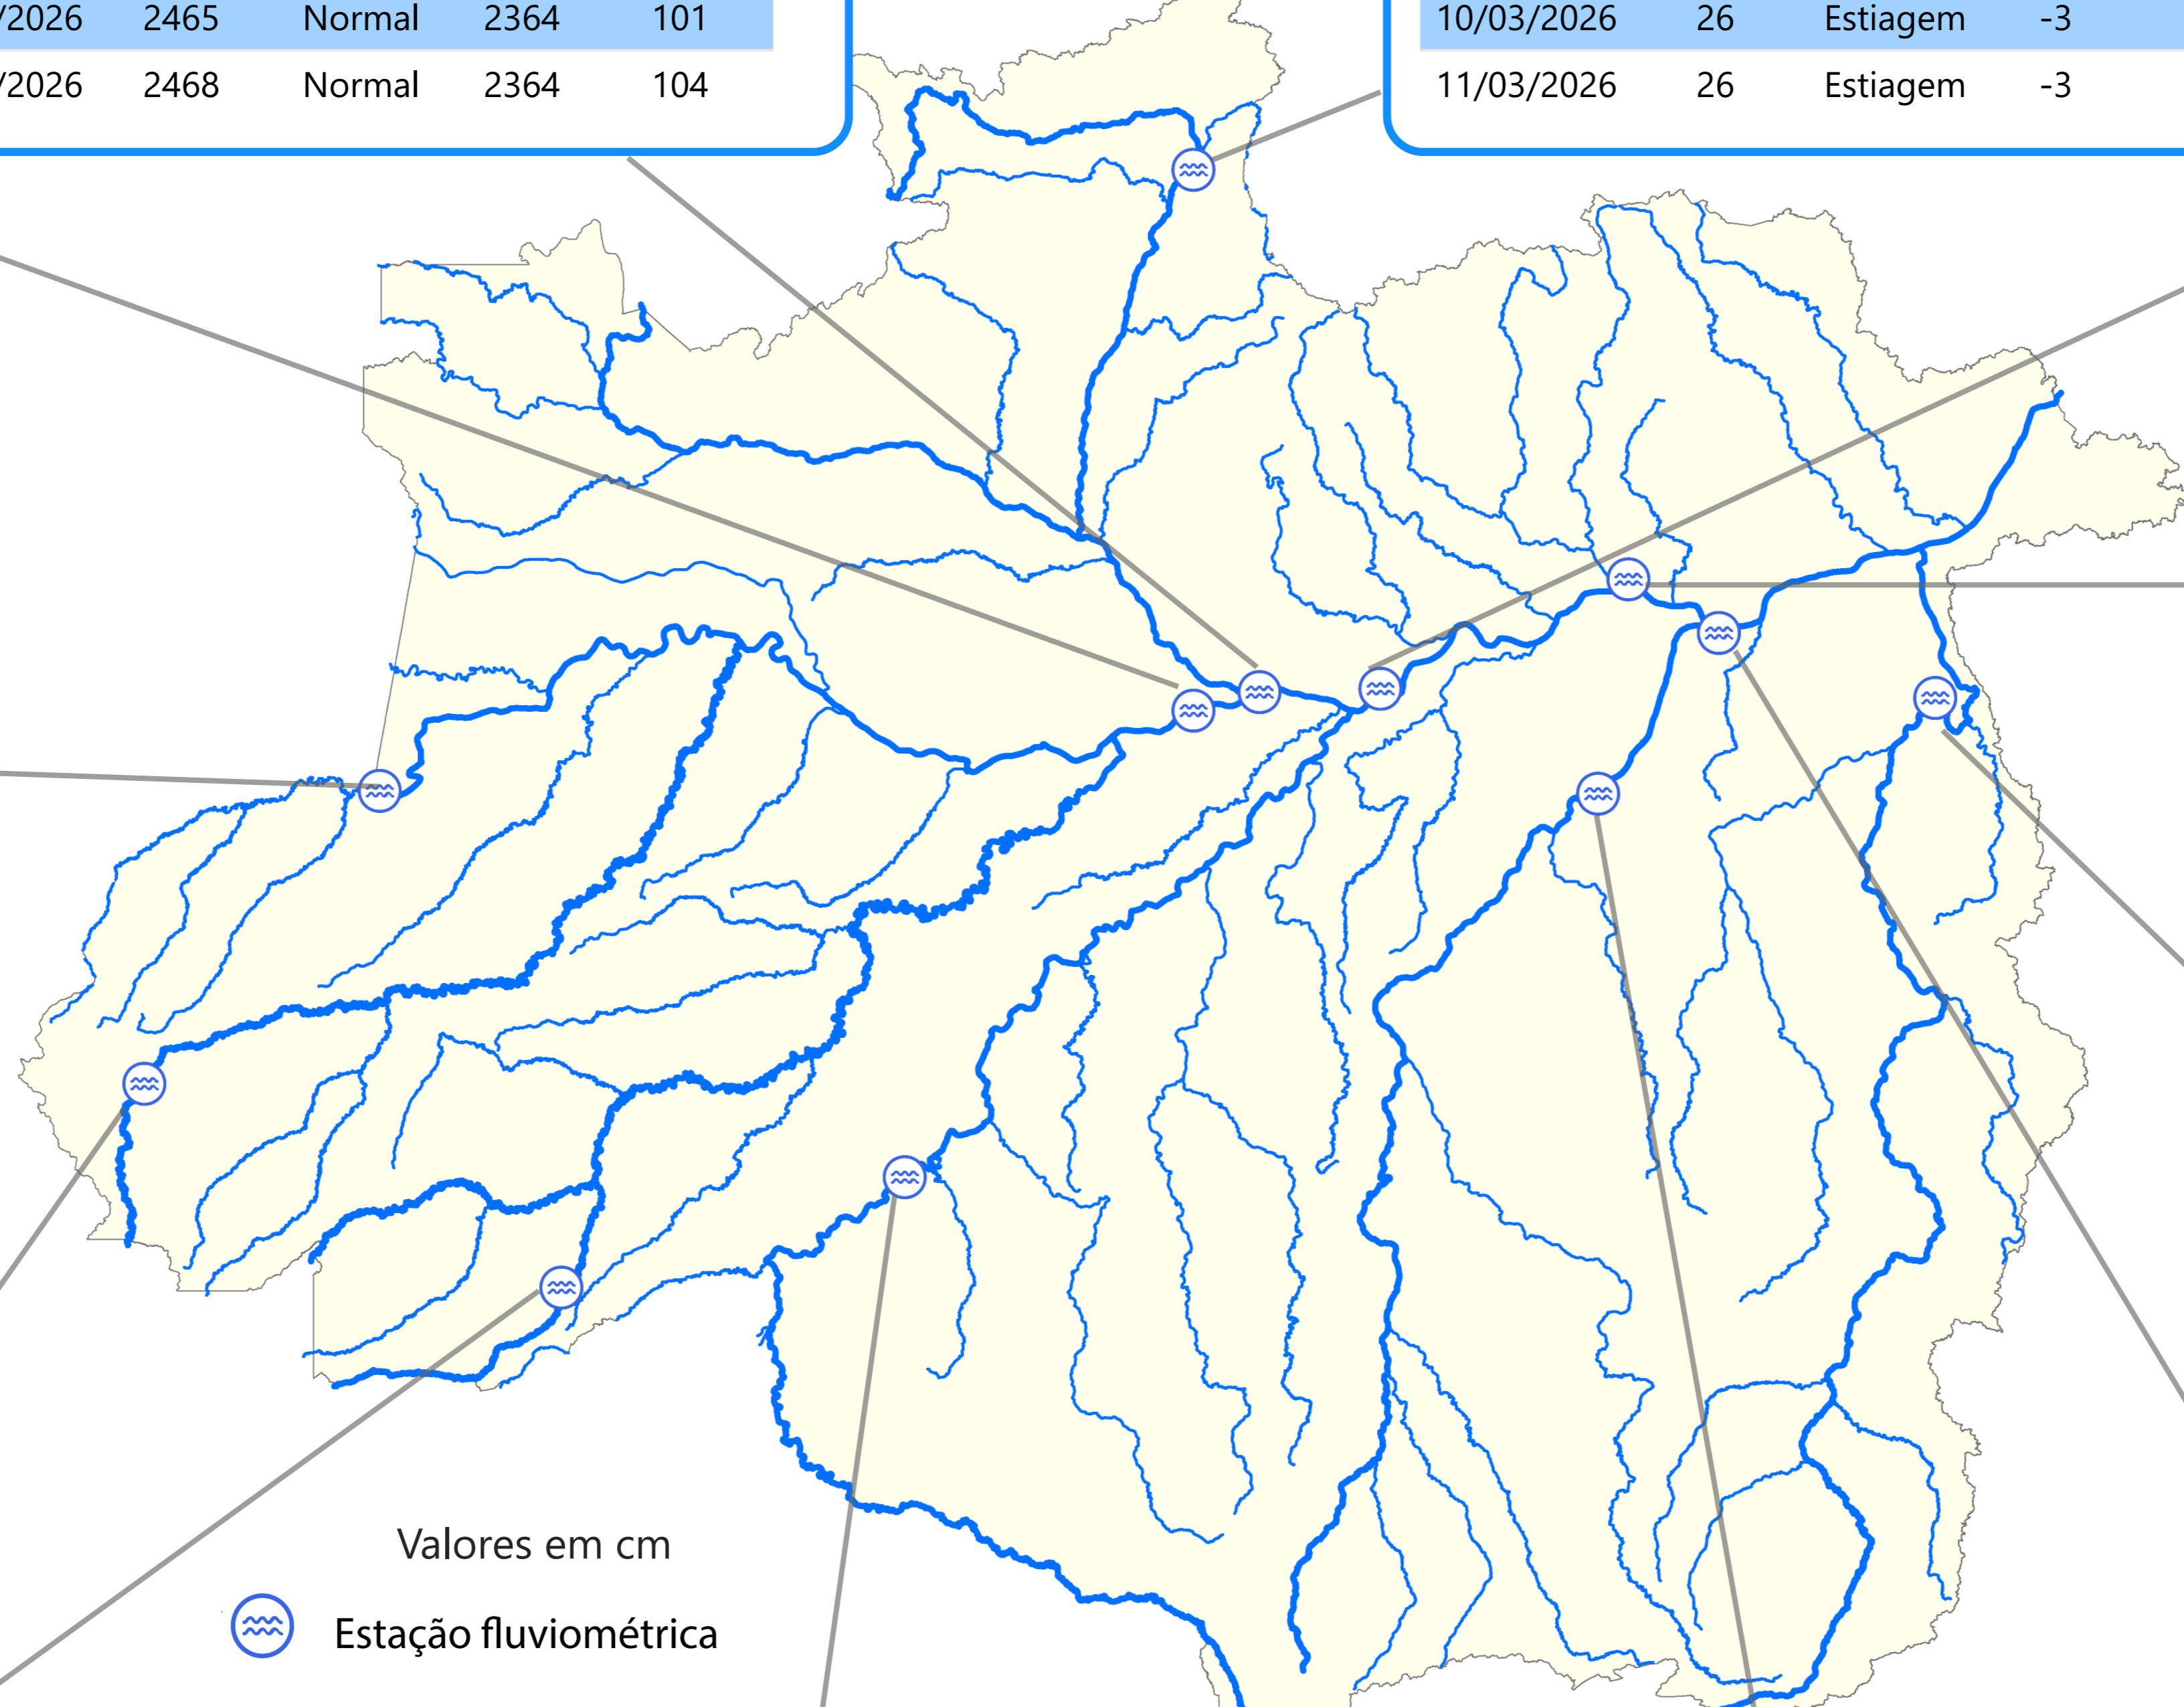 /2026 2465 Normal 2364 101
/2026 2468 Normal 2364 104
10/03/2026 26 Estiagem -3
11/03/2026 26 Estiagem -3
Valores em cm
Estação fluviométrica